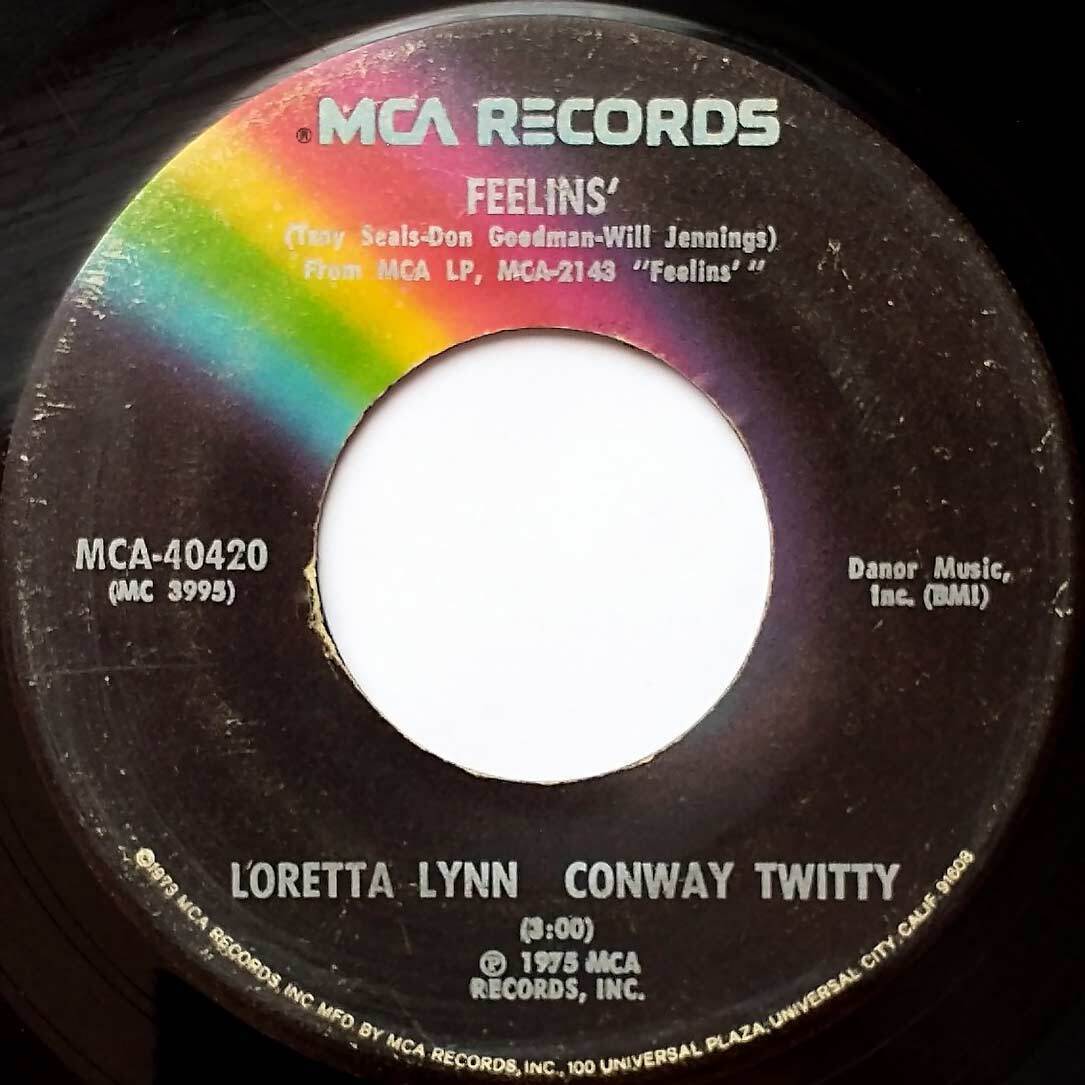 ® MCA RECORDS
FEELINS'
(Troy Seals-Don Goodman-Will Jennings)
From MCA LP, MCA-2143 "Feelins' "
MCA-40420
(MC 3995)
Danor Music,
Inc. (BMI)
LORETTA LYNN CONWAY TWITTY
(3:00)
℗ 1975 MCA
RECORDS, INC.
©1973 MCA RECORDS, INC MFD. BY MCA RECORDS, INC., 100 UNIVERSAL PLAZA, UNIVERSAL CITY, CALIF 91608